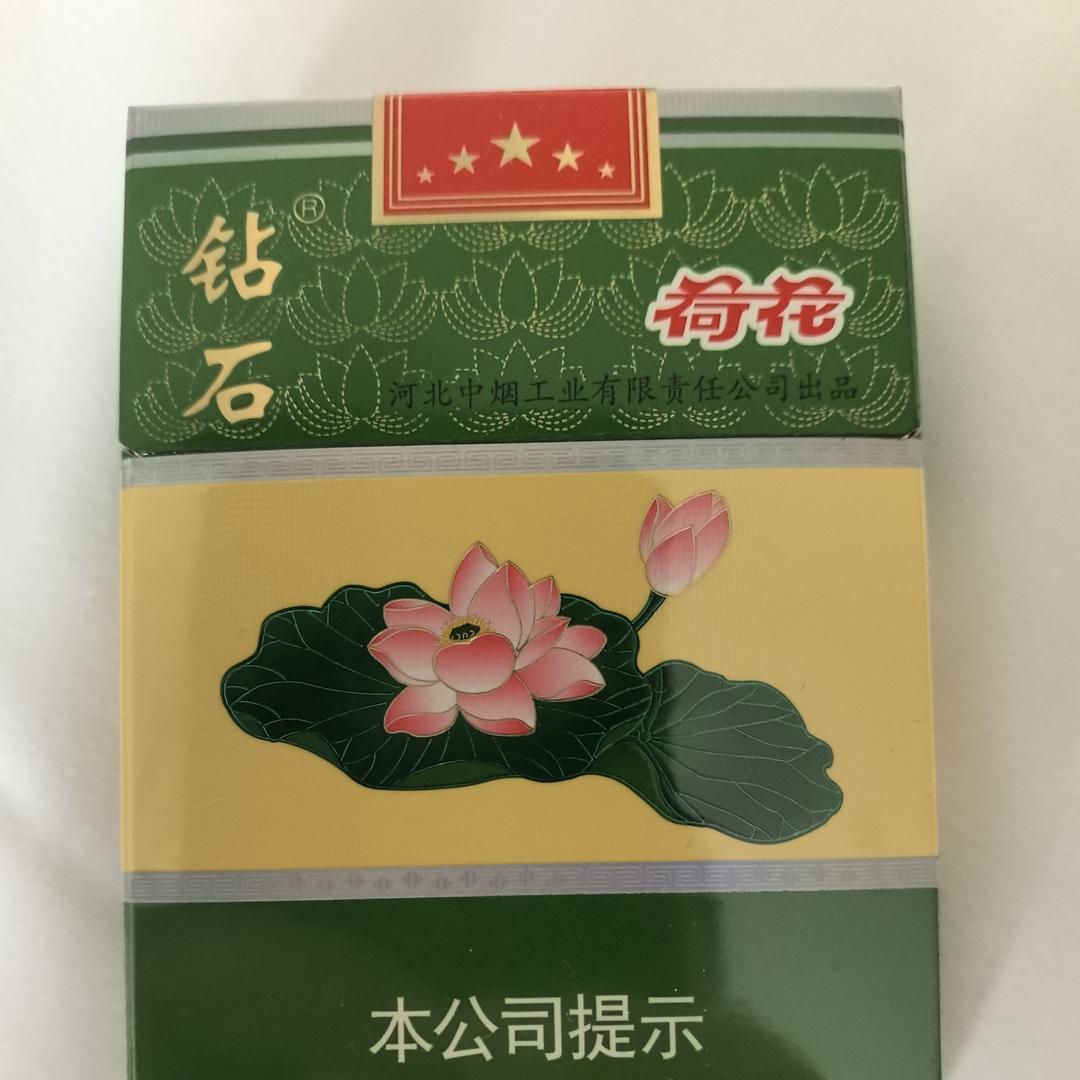 钻石®
荷花
河北中烟工业有限责任公司出品
本公司提示